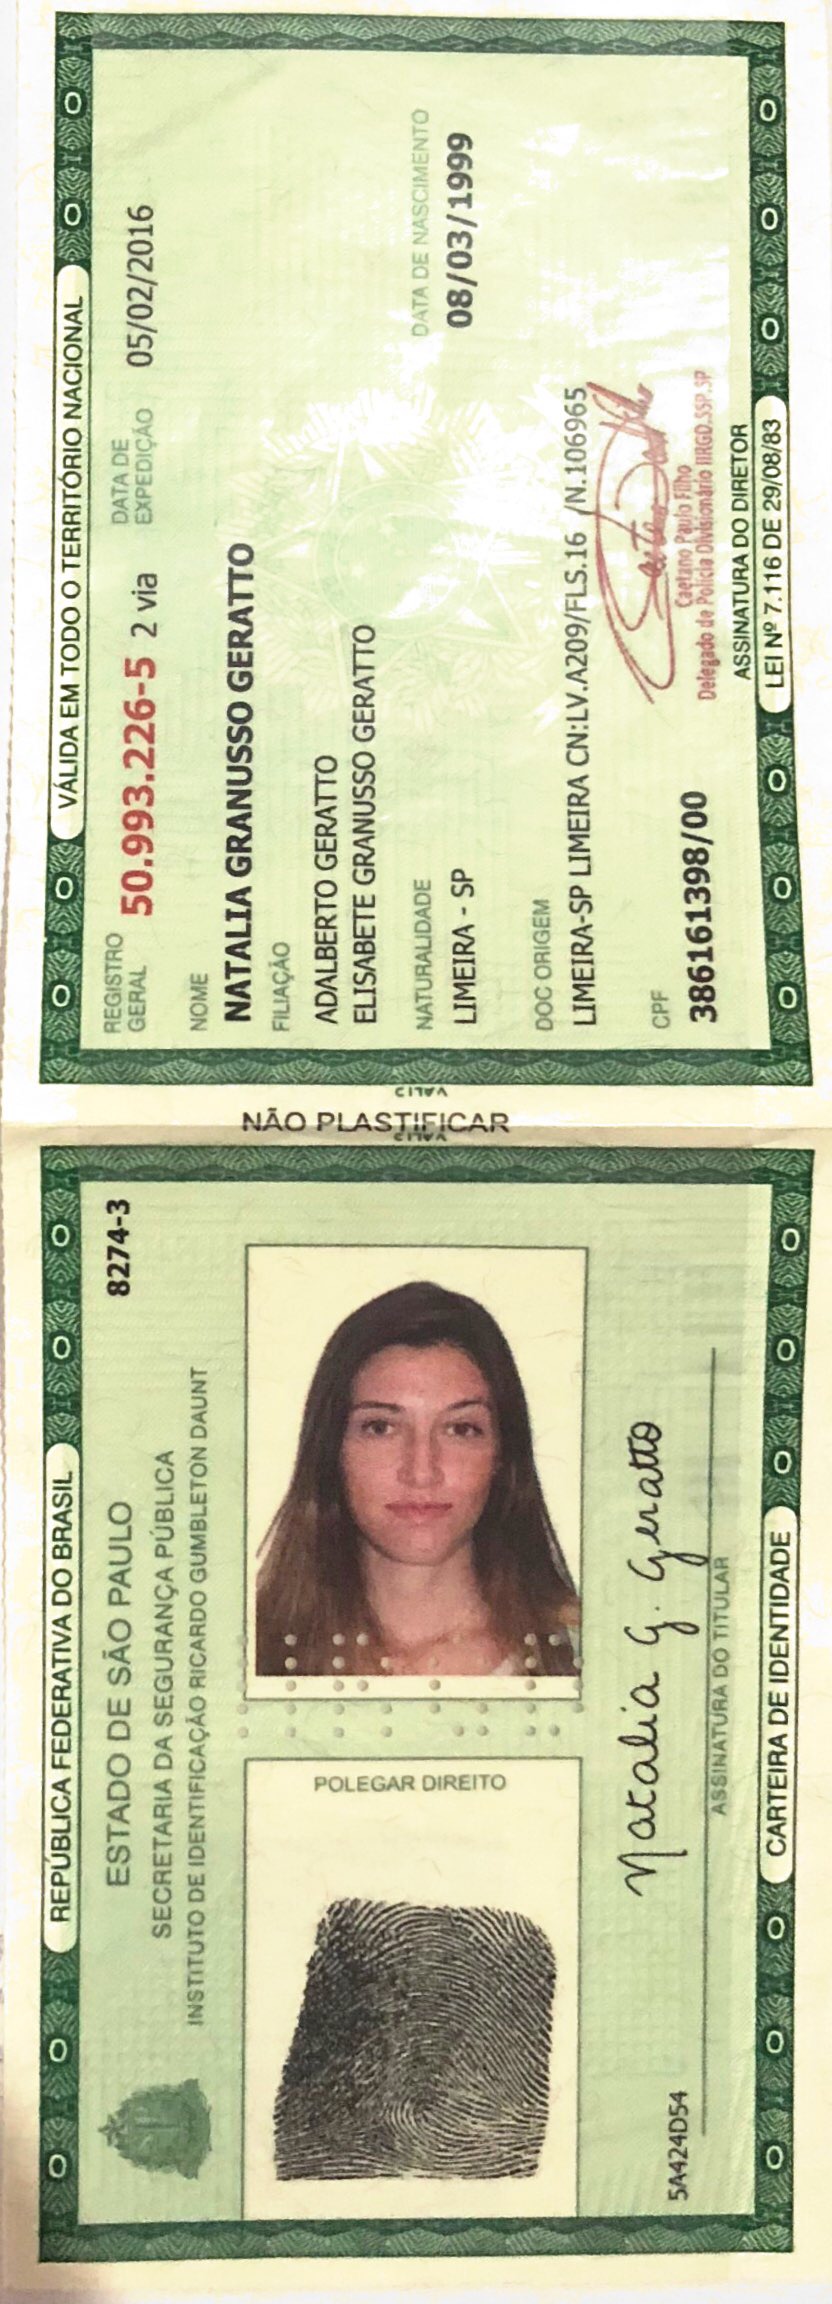 REPÚBLICA FEDERATIVA DO BRASIL
8274-3
ESTADO DE SÃO PAULO
SECRETARIA DA SEGURANÇA PÚBLICA
INSTITUTO DE IDENTIFICAÇÃO RICARDO GUMBLETON DAUNT
POLEGAR DIREITO
Natalia G. Geratto
5A424D54
ASSINATURA DO TITULAR
CARTEIRA DE IDENTIDADE
NÃO PLASTIFICAR
VÁLIDA EM TODO O TERRITÓRIO NACIONAL
REGISTRO GERAL 50.993.226-5 2 via DATA DE EXPEDIÇÃO 05/02/2016
NOME
NATALIA GRANUSSO GERATTO
FILIAÇÃO
ADALBERTO GERATTO
ELISABETE GRANUSSO GERATTO
NATURALIDADE DATA DE NASCIMENTO
LIMEIRA - SP 08/03/1999
DOC ORIGEM
LIMEIRA-SP LIMEIRA CN:LV.A209/FLS.16 /N.106965
CPF
386161398/00
Caetano Paulo Filho
Delegado de Polícia Divisionário IIRGD.SSP.SP
ASSINATURA DO DIRETOR
LEI Nº 7.116 DE 29/08/83